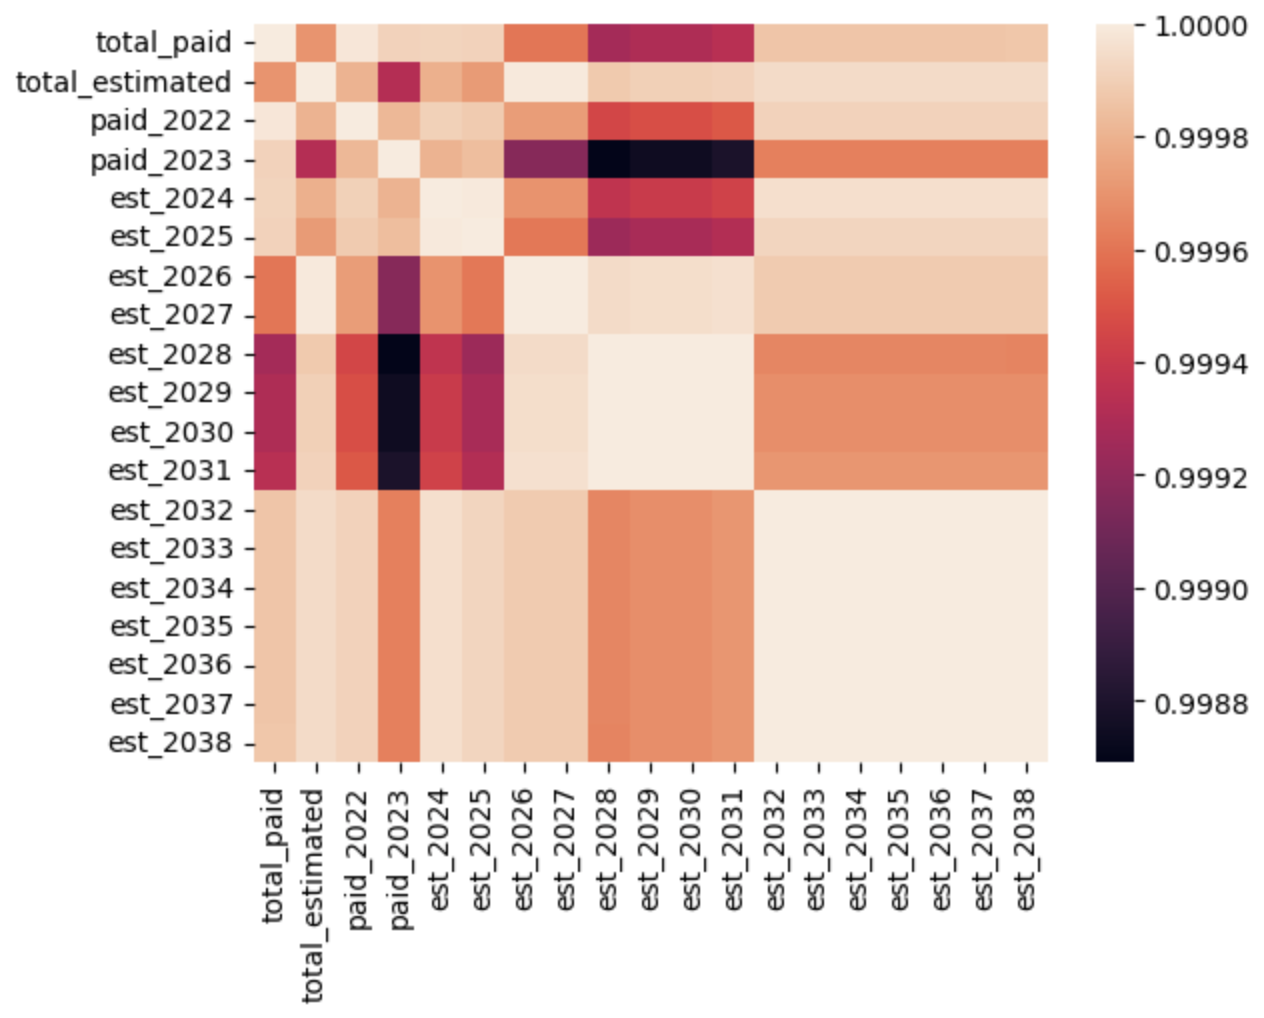 total_paid
total_estimated
paid_2022
paid_2023
est_2024
est_2025
est_2026
est_2027
est_2028
est_2029
est_2030
est_2031
est_2032
est_2033
est_2034
est_2035
est_2036
est_2037
est_2038
total_paid
total_estimated
paid_2022
paid_2023
est_2024
est_2025
est_2026
est_2027
est_2028
est_2029
est_2030
est_2031
est_2032
est_2033
est_2034
est_2035
est_2036
est_2037
est_2038
1.0000
0.9998
0.9996
0.9994
0.9992
0.9990
0.9988